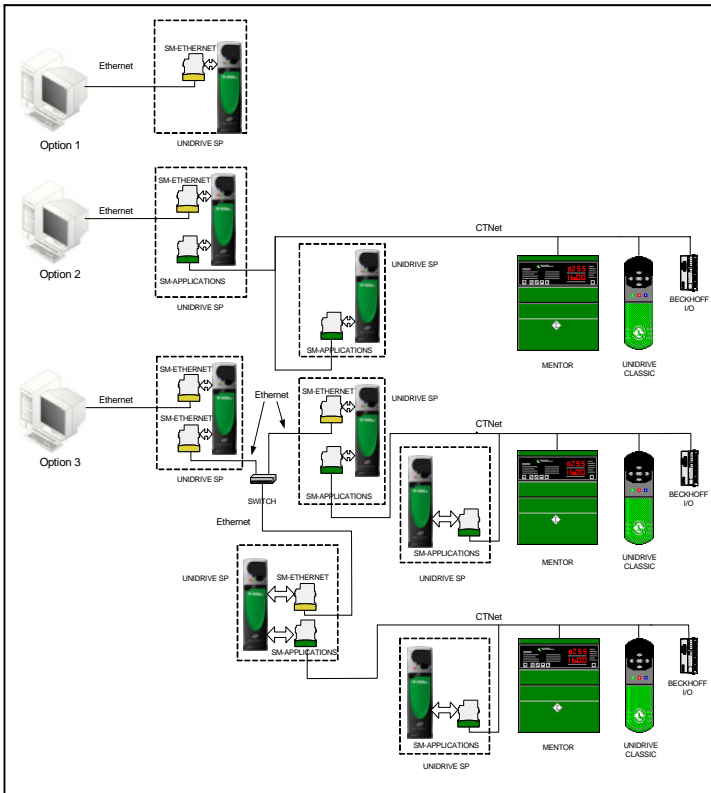 SM-ETHERNET
Ethernet
UNIDRIVE SP
Option 1
SM-ETHERNET
Ethernet
CTNet
Option 2
SM-APPLICATIONS
UNIDRIVE SP
UNIDRIVE SP
SM-APPLICATIONS
BECKHOFF
I/O
MENTOR
UNIDRIVE
CLASSIC
SM-ETHERNET
Ethernet
SM-ETHERNET
Ethernet
SM-ETHERNET
UNIDRIVE SP
CTNet
Option 3
UNIDRIVE SP
SWITCH
SM-APPLICATIONS
Ethernet
SM-APPLICATIONS
UNIDRIVE SP
MENTOR
UNIDRIVE
CLASSIC
BECKHOFF
I/O
UNIDRIVE SP
SM-ETHERNET
SM-APPLICATIONS
CTNet
SM-APPLICATIONS
UNIDRIVE SP
MENTOR
UNIDRIVE
CLASSIC
BECKHOFF
I/O